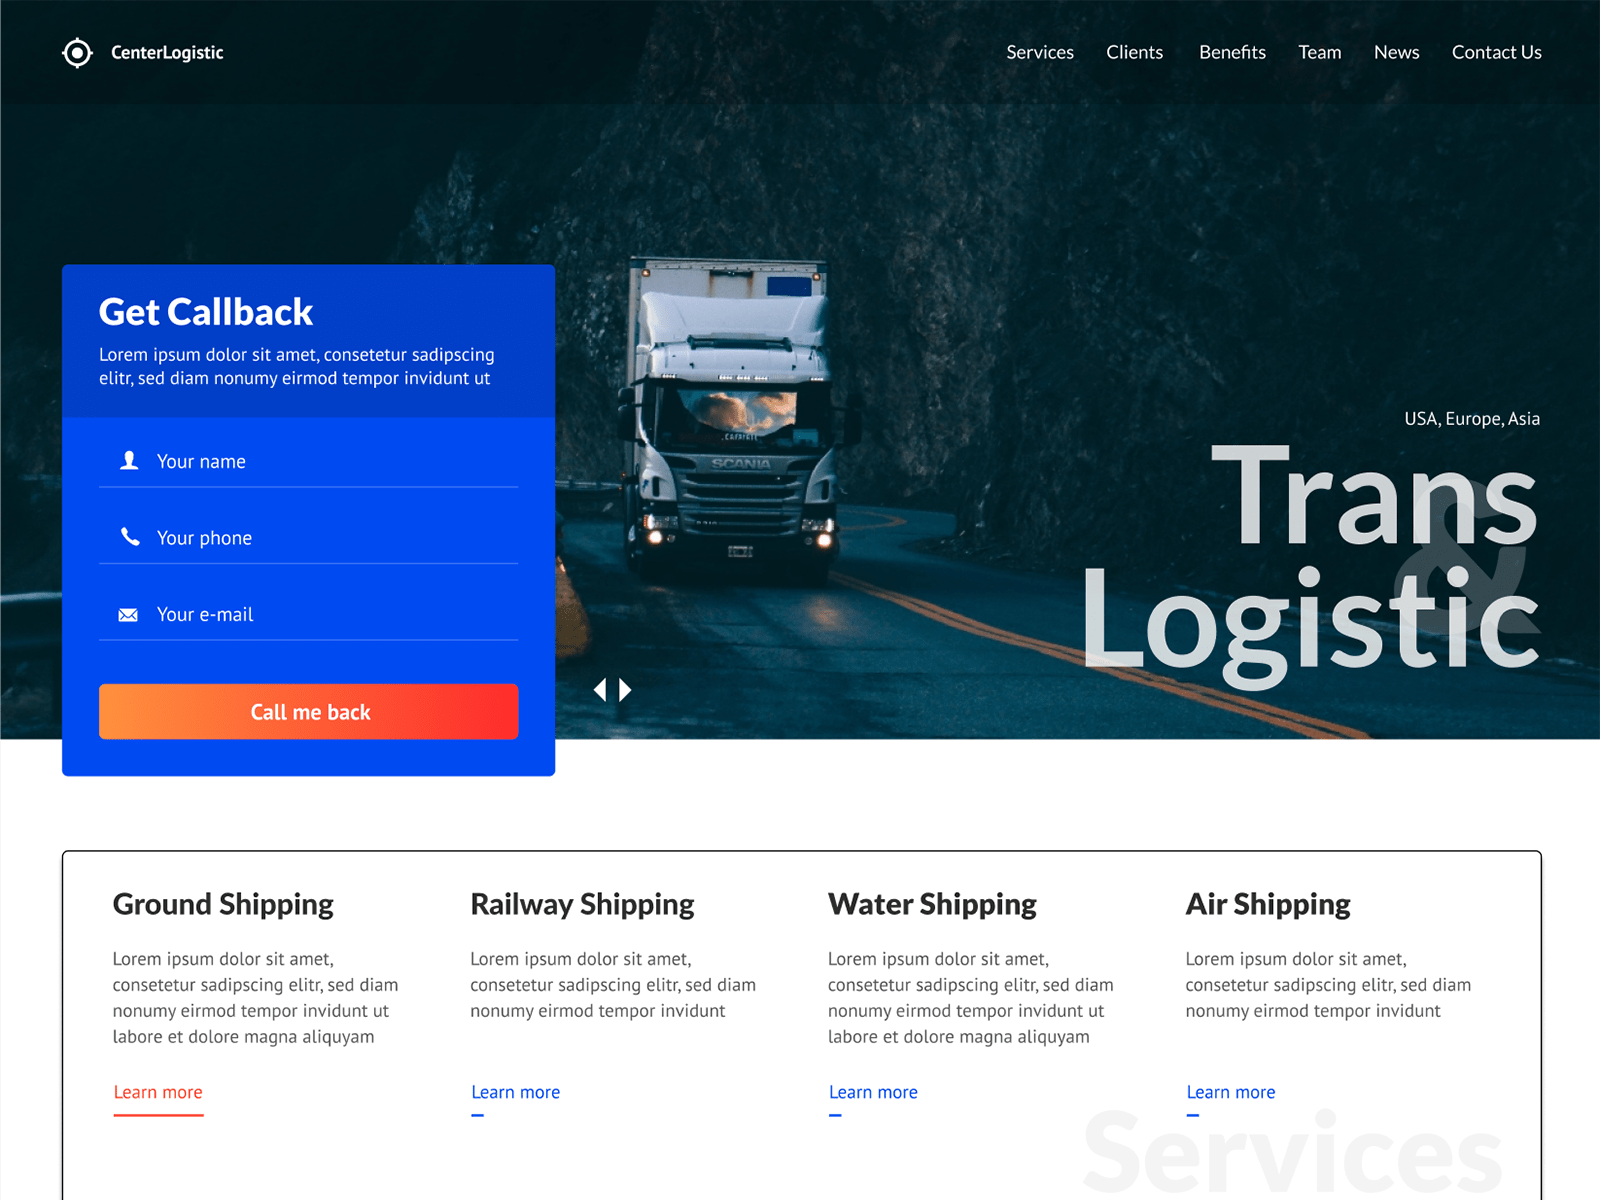 CenterLogistic
Services Clients Benefits Team News Contact Us
Get Callback
Lorem ipsum dolor sit amet, consetetur sadipscing
elitr, sed diam nonumy eirmod tempor invidunt ut
Your name
Your phone
Your e-mail
Call me back
SCANIA
USA, Europe, Asia
Trans
&
Logistic
Ground Shipping
Lorem ipsum dolor sit amet,
consetetur sadipscing elitr, sed diam
nonumy eirmod tempor invidunt ut
labore et dolore magna aliquyam
Learn more
Railway Shipping
Lorem ipsum dolor sit amet,
consetetur sadipscing elitr, sed diam
nonumy eirmod tempor invidunt
Learn more
Water Shipping
Lorem ipsum dolor sit amet,
consetetur sadipscing elitr, sed diam
nonumy eirmod tempor invidunt ut
labore et dolore magna aliquyam
Learn more
Air Shipping
Lorem ipsum dolor sit amet,
consetetur sadipscing elitr, sed diam
nonumy eirmod tempor invidunt
Learn more
Services